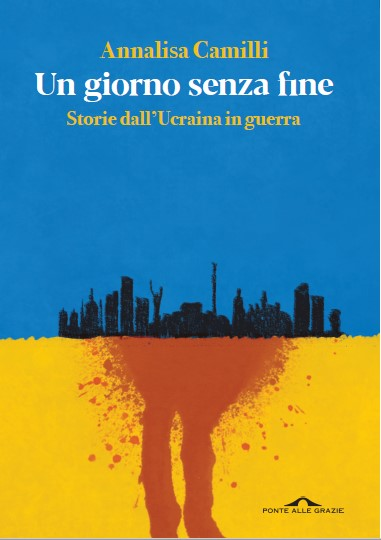 Annalisa Camilli
Un giorno senza fine
Storie dall'Ucraina in guerra
PONTE ALLE GRAZIE